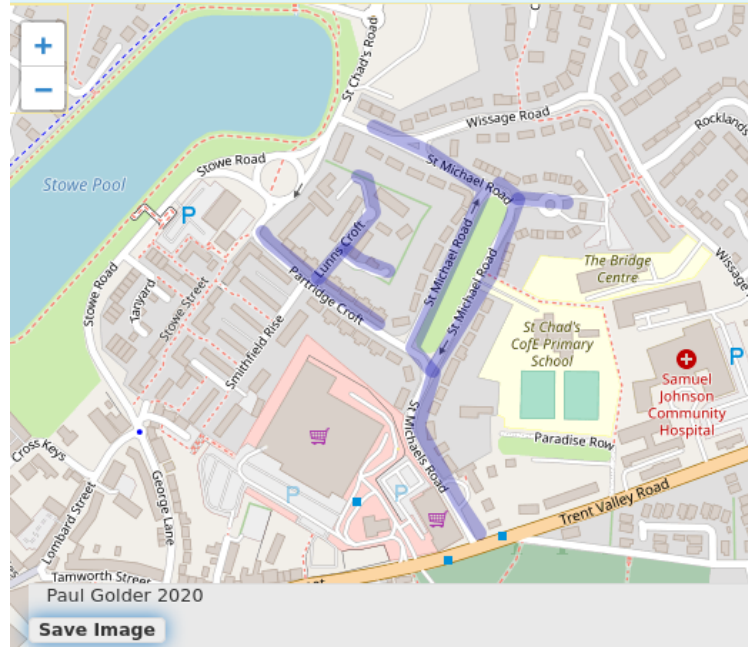 +
St Chad's Road
−
Wissage Road
Rocklands
Stowe Road
St Michael Road
Stowe Pool
P
Lunns Croft
St Michael Road
St Michael Road
The Bridge
Centre
Wissage
Partridge Croft
Stowe Road
Tanyard
Stowe Street
Smithfield Rise
St Chad's
CofE Primary
School
P
Samuel
Johnson
Community
Hospital
St Michaels Road
Cross Keys
Paradise Row
Lombard Street
George Lane
P
P
Trent Valley Road
Tamworth Street
Paul Golder 2020
Save Image